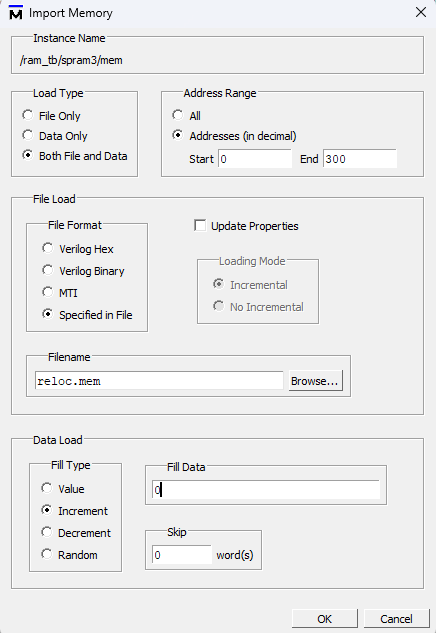 Import Memory
Instance Name
/ram_tb/spram3/mem
Load Type
File Only
Data Only
Both File and Data
Address Range
All
Addresses (in decimal)
Start 0 End 300
File Load
File Format
Verilog Hex
Verilog Binary
MTI
Specified in File
Update Properties
Loading Mode
Incremental
No Incremental
Filename
reloc.mem Browse...
Data Load
Fill Type
Value
Increment
Decrement
Random
Fill Data
0
Skip
0 word(s)
OK Cancel